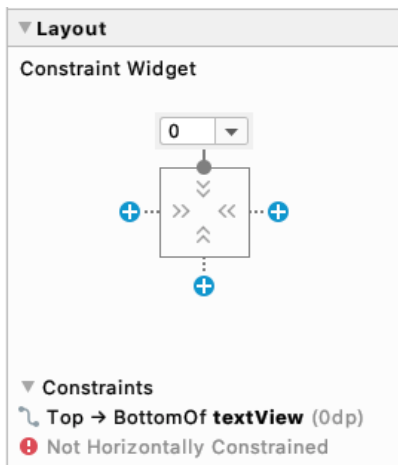 Layout
Constraint Widget
0
Constraints
Top → BottomOf textView (0dp)
Not Horizontally Constrained